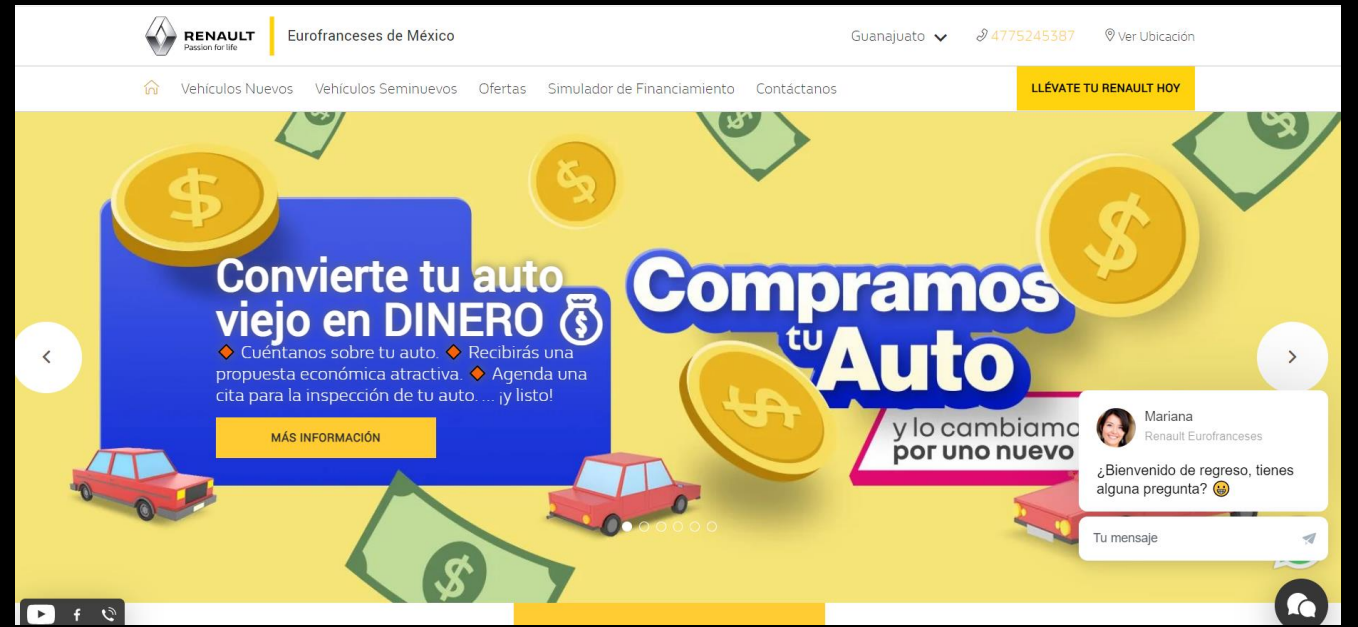 RENAULT
Passion for life
Eurofranceses de México
Guanajuato
4775245387
Ver Ubicación
Vehículos Nuevos
Vehículos Seminuevos
Ofertas
Simulador de Financiamiento
Contáctanos
LLÉVATE TU RENAULT HOY
Convierte tu auto
viejo en DINERO
Cuéntanos sobre tu auto. Recibirás una
propuesta económica atractiva. Agenda una
cita para la inspección de tu auto. ... ¡y listo!
MÁS INFORMACIÓN
Compramos
tu
Auto
y lo cambiamo
por uno nuevo
Mariana
Renault Eurofranceses
¿Bienvenido de regreso, tienes
alguna pregunta? 😀
Tu mensaje